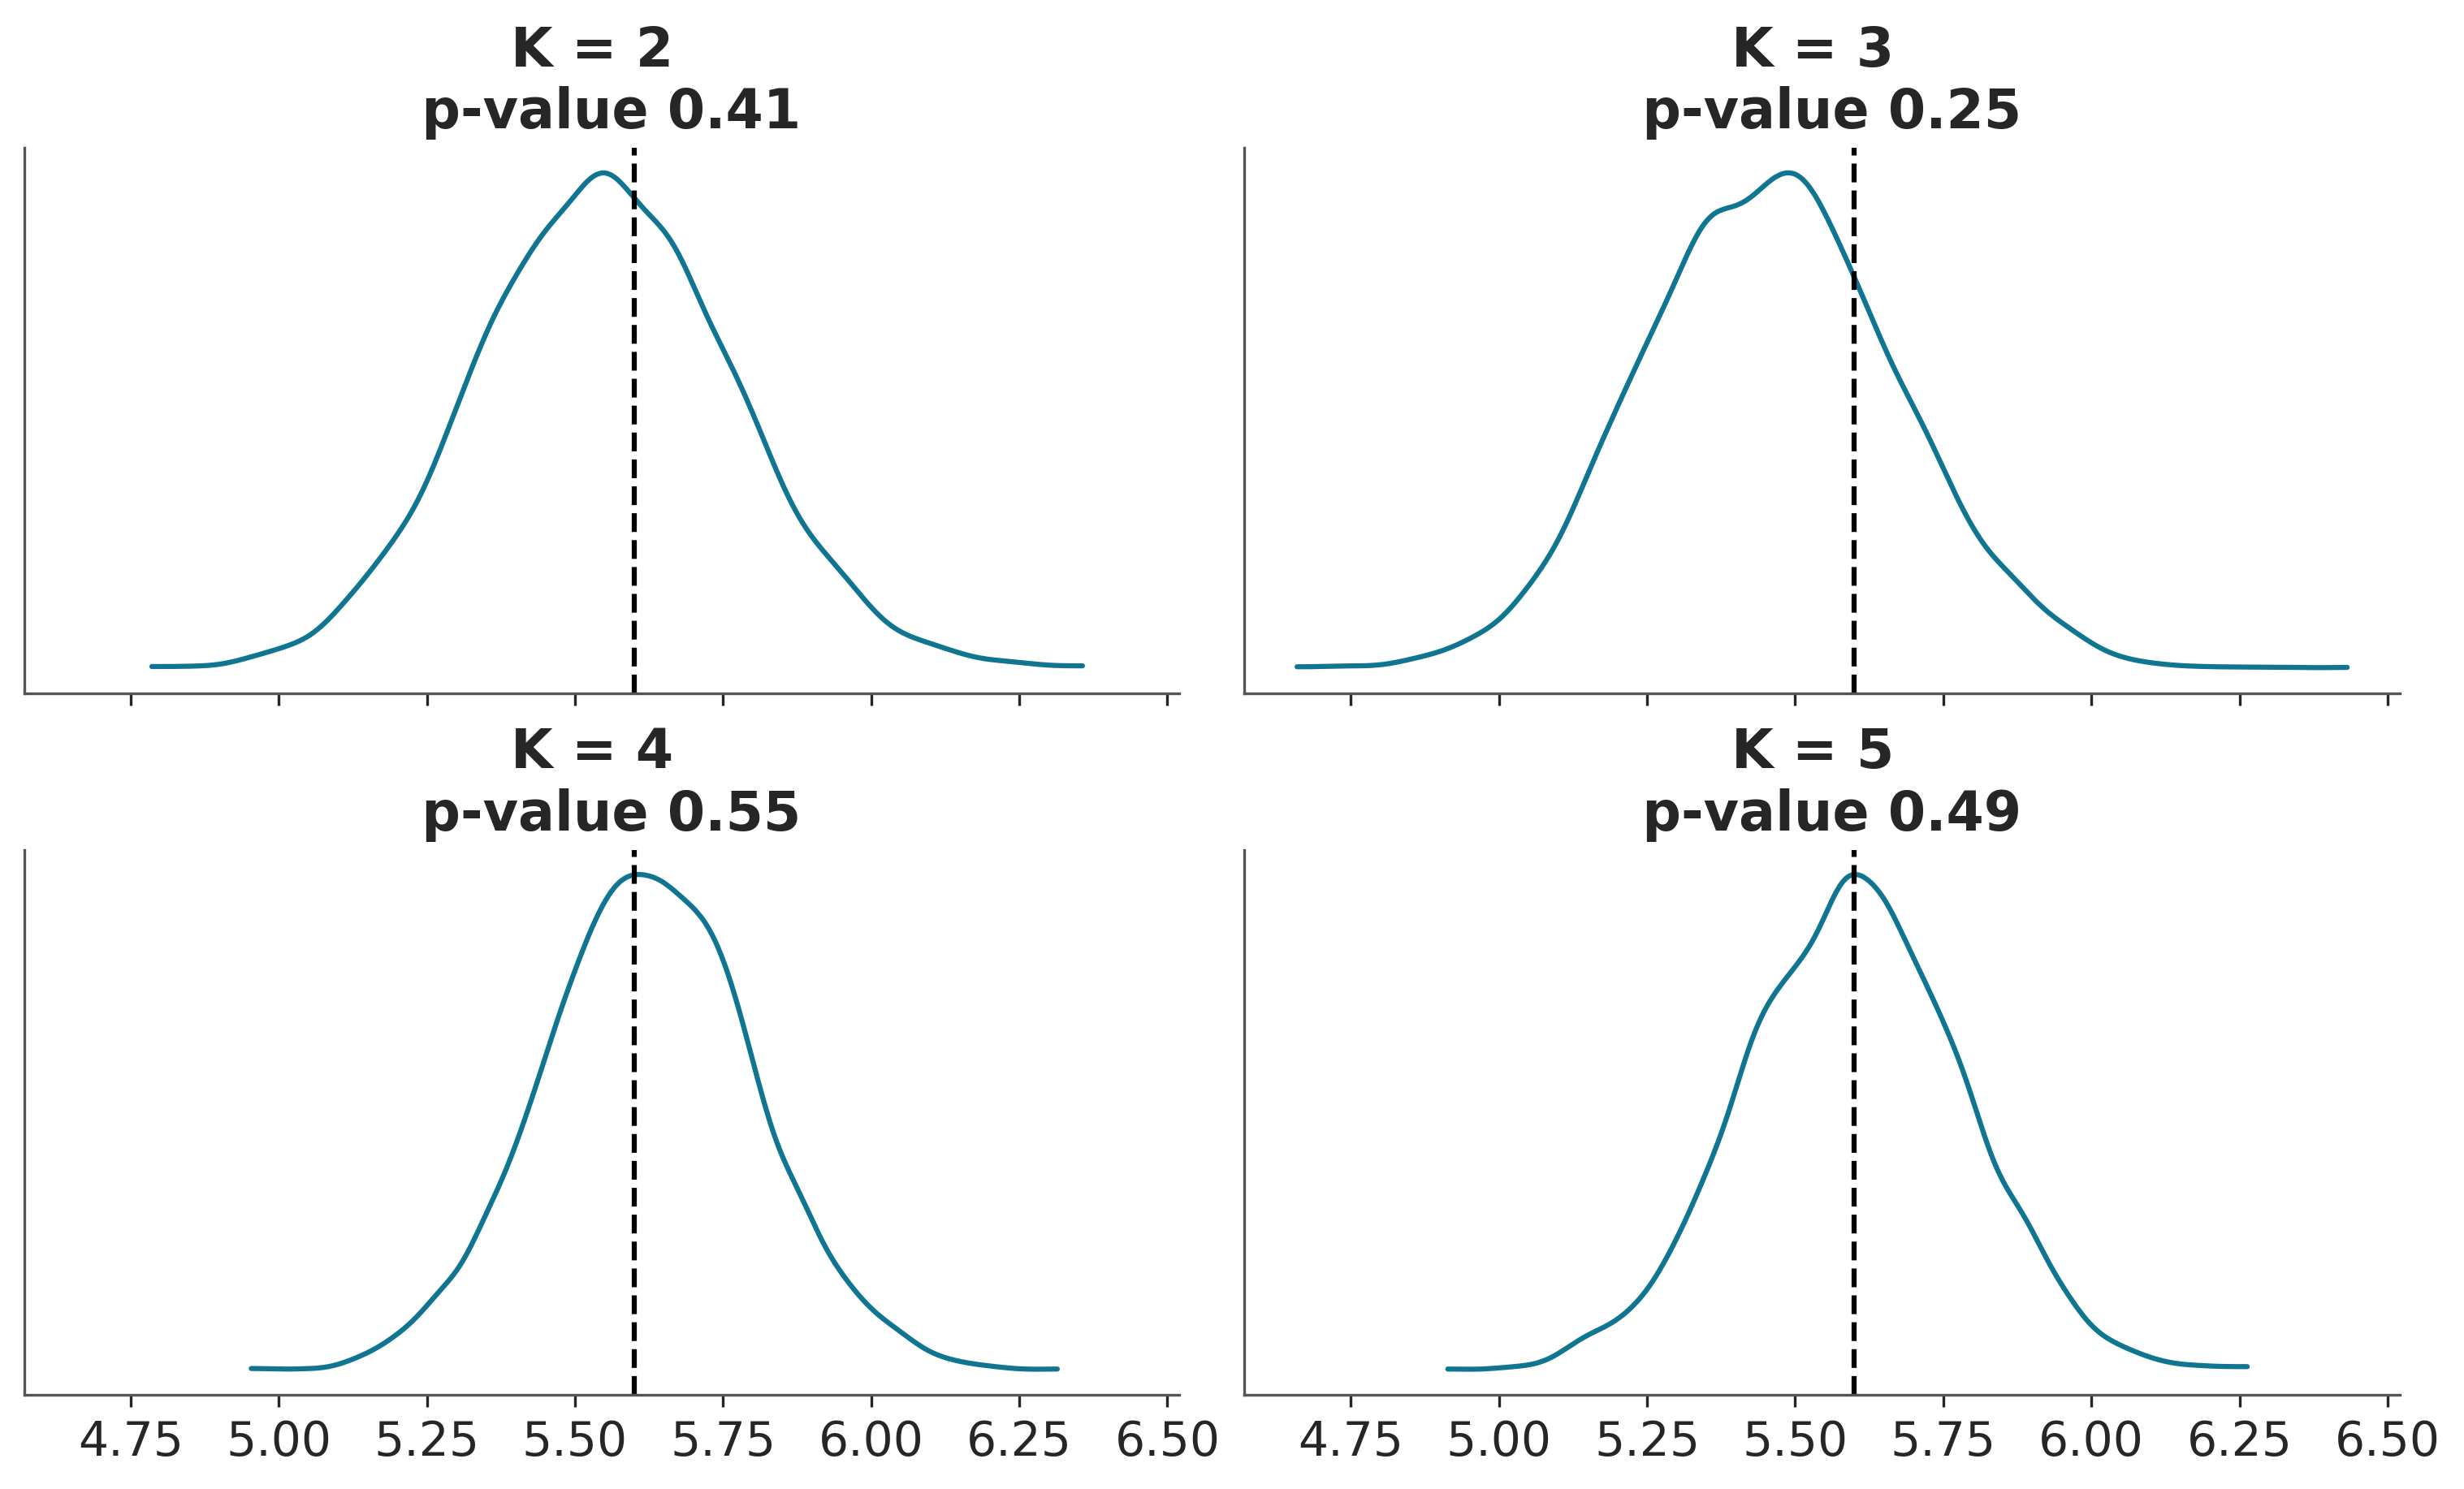 K = 2
p-value 0.41
K = 3
p-value 0.25
K = 4
p-value 0.55
K = 5
p-value 0.49
4.75 5.00 5.25 5.50 5.75 6.00 6.25 6.50
4.75 5.00 5.25 5.50 5.75 6.00 6.25 6.50